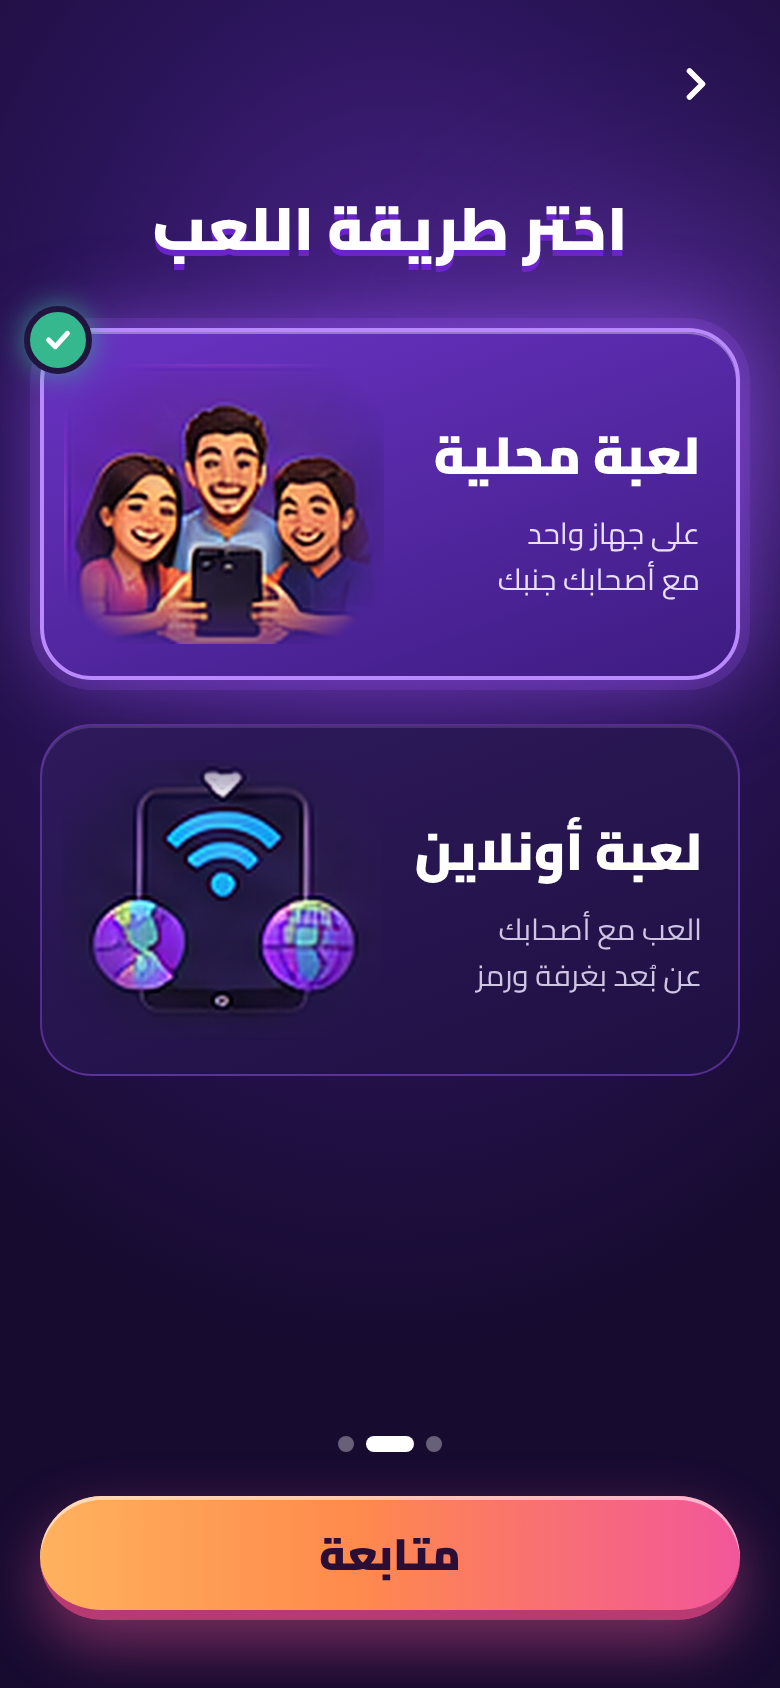 اختر طريقة اللعب
لعبة محلية
على جهاز واحد
مع أصحابك جنبك
لعبة أونلاين
العب مع أصحابك
عن بُعد بغرفة ورمز
متابعة